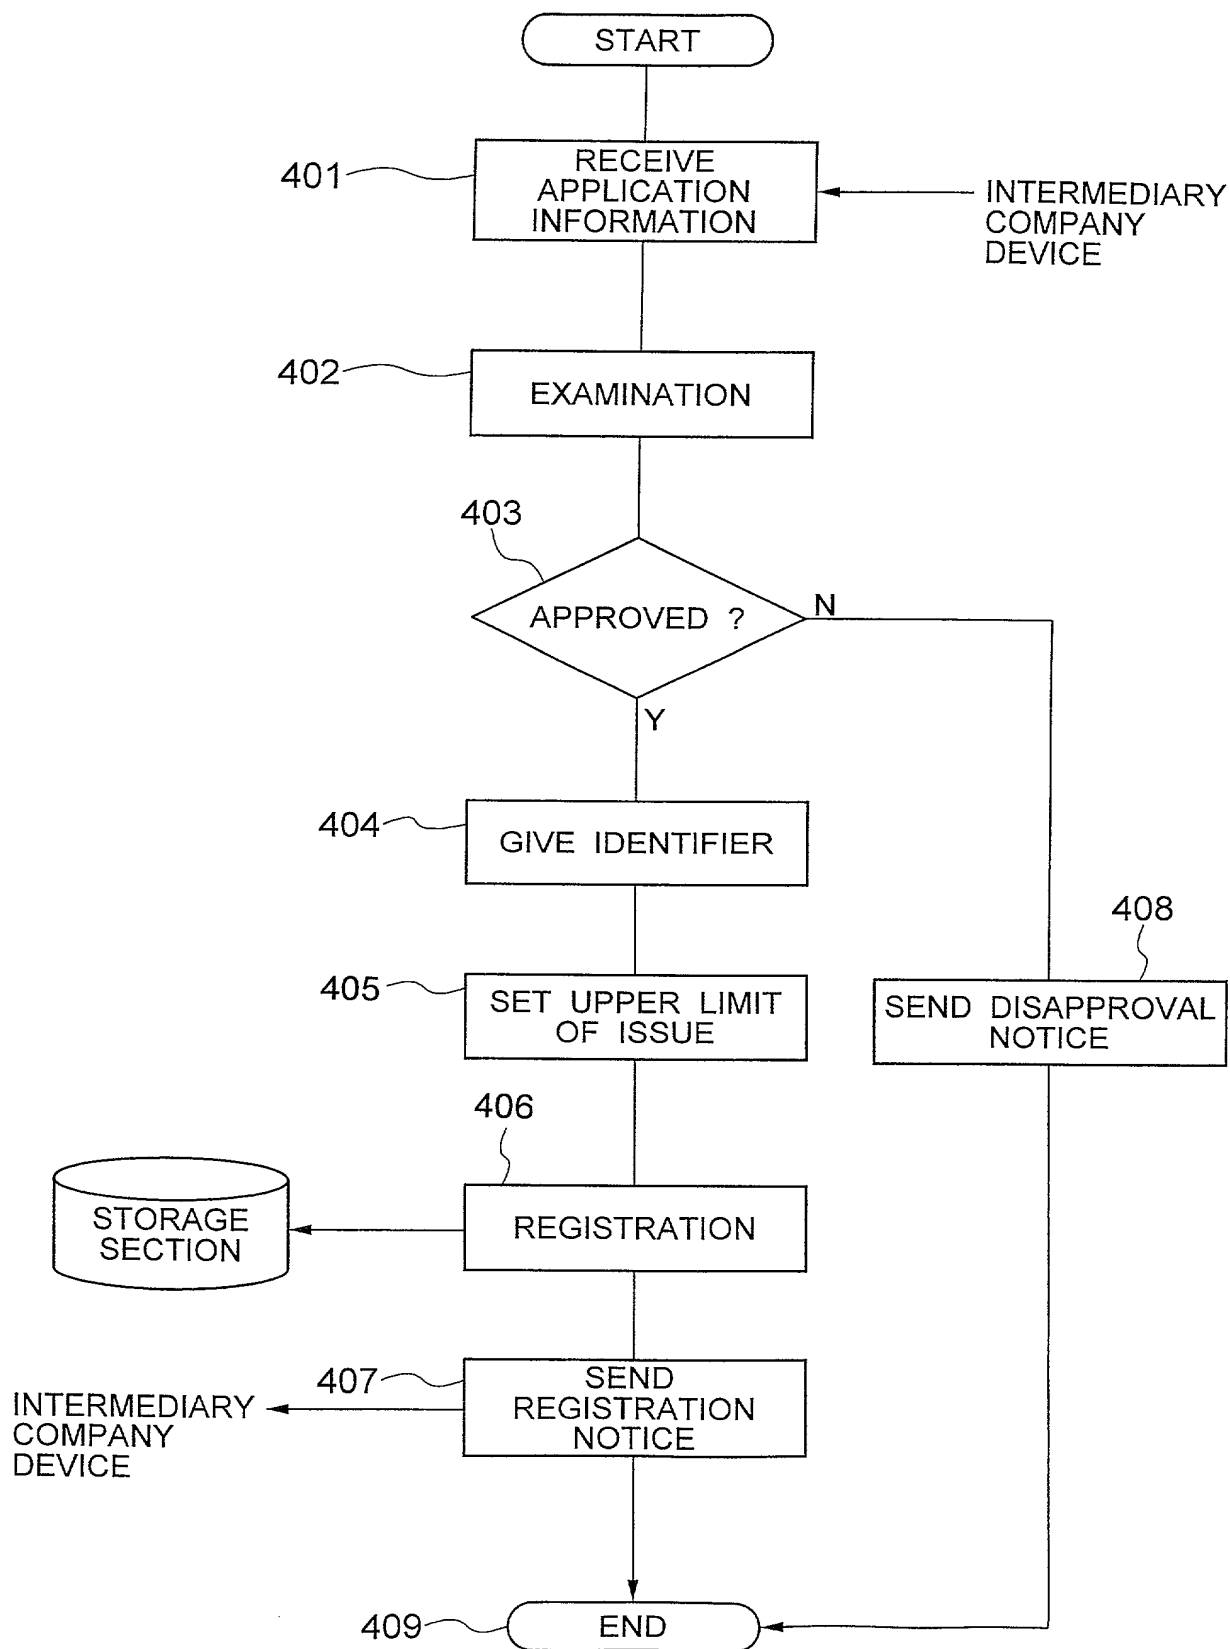 START
401
RECEIVE
APPLICATION
INFORMATION
INTERMEDIARY
COMPANY
DEVICE
402
EXAMINATION
403
APPROVED ?
N
Y
404
GIVE IDENTIFIER
405
SET UPPER LIMIT
OF ISSUE
408
SEND DISAPPROVAL
NOTICE
406
REGISTRATION
STORAGE
SECTION
407
SEND
REGISTRATION
NOTICE
INTERMEDIARY
COMPANY
DEVICE
409
END